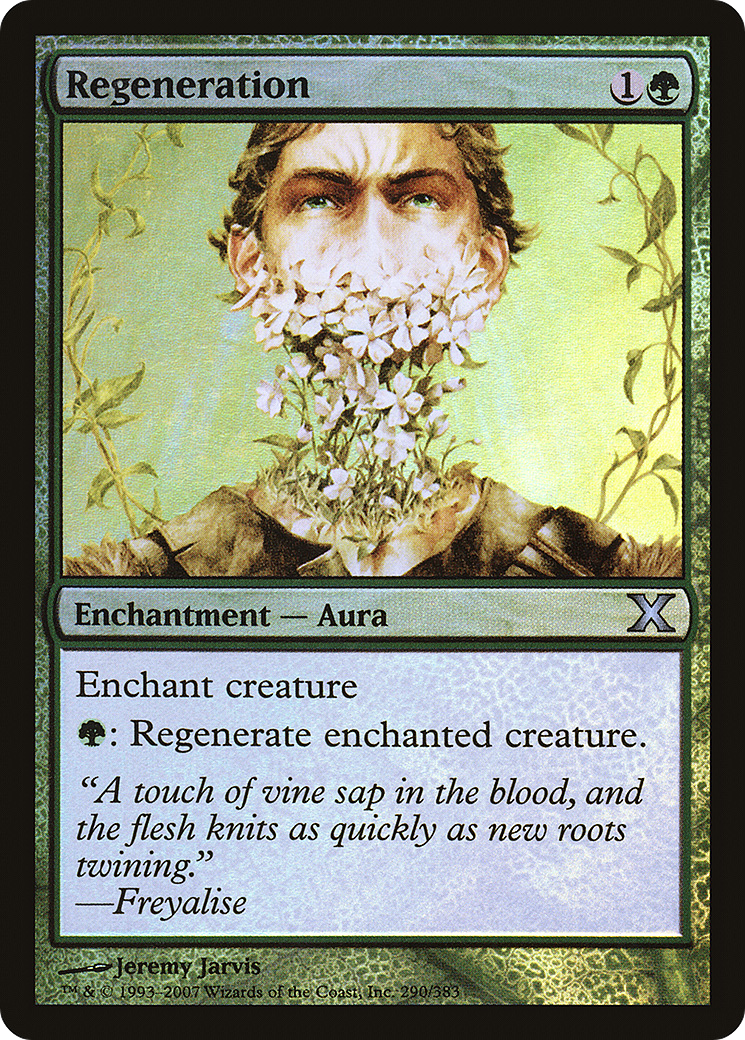 Regeneration 1
Enchantment — Aura
Enchant creature
: Regenerate enchanted creature.
“A touch of vine sap in the blood, and
the flesh knits as quickly as new roots
twining.”
—Freyalise
Jeremy Jarvis
™ & © 1993–2007 Wizards of the Coast, Inc. 290/383